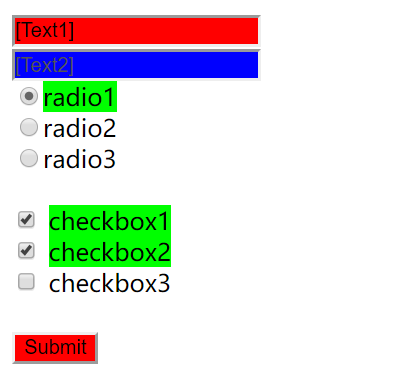 [Text1]
[Text2]
radio1
radio2
radio3
checkbox1
checkbox2
checkbox3
Submit